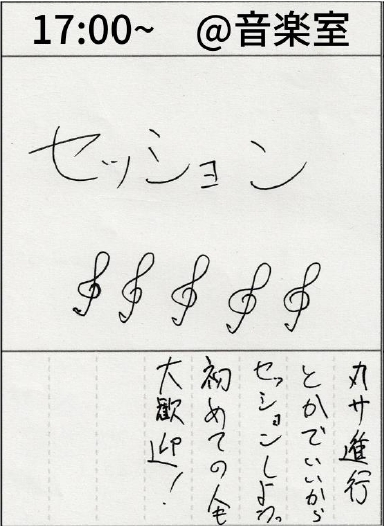 17:00~ @音楽室
セッション
丸サ進行
とかでいいから
セッションしよっ
初めての人も
大歓迎！